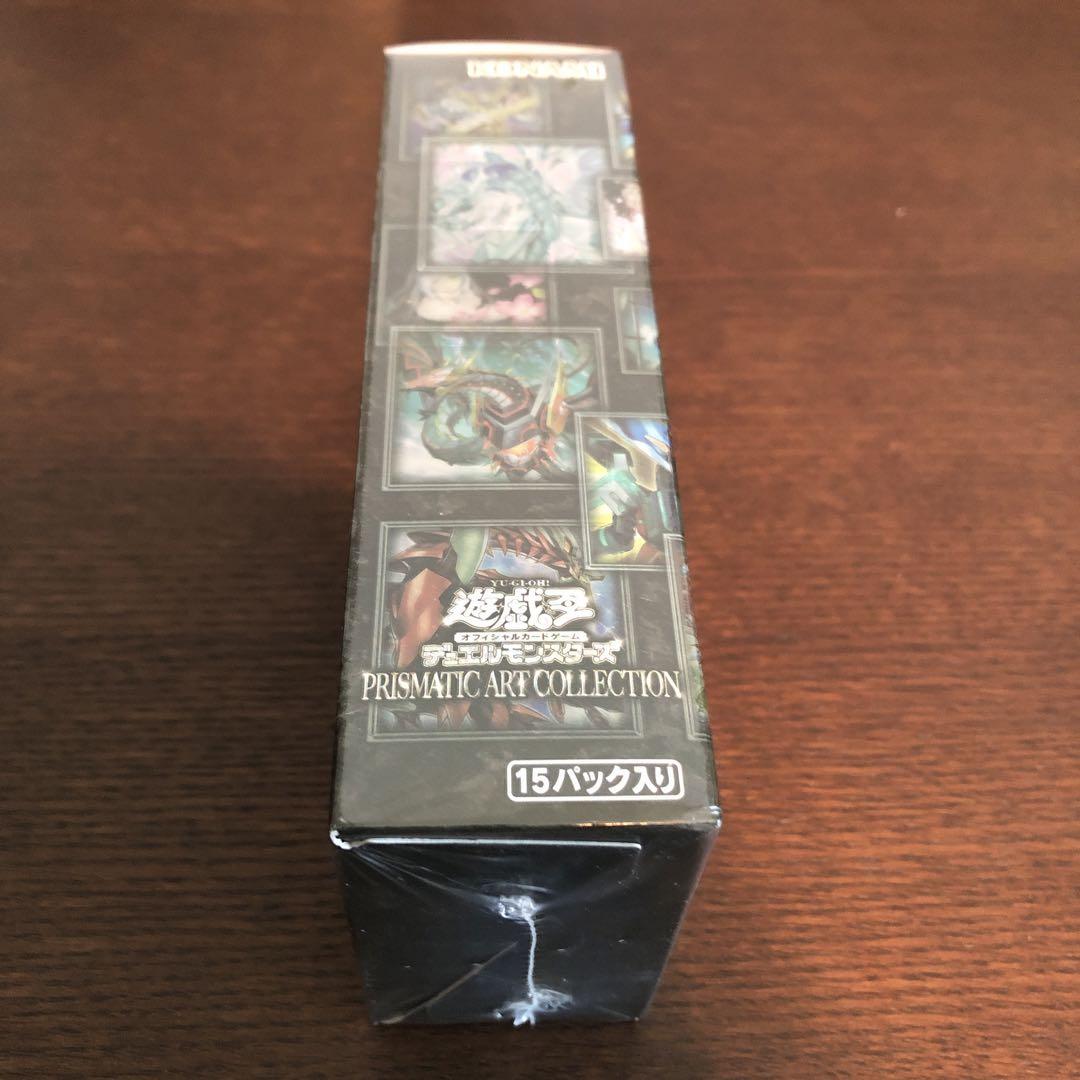 KONAMI
YU-GI-OH!
遊戯王
オフィシャルカードゲーム
デュエルモンスターズ
PRISMATIC ART COLLECTION
15パック入り